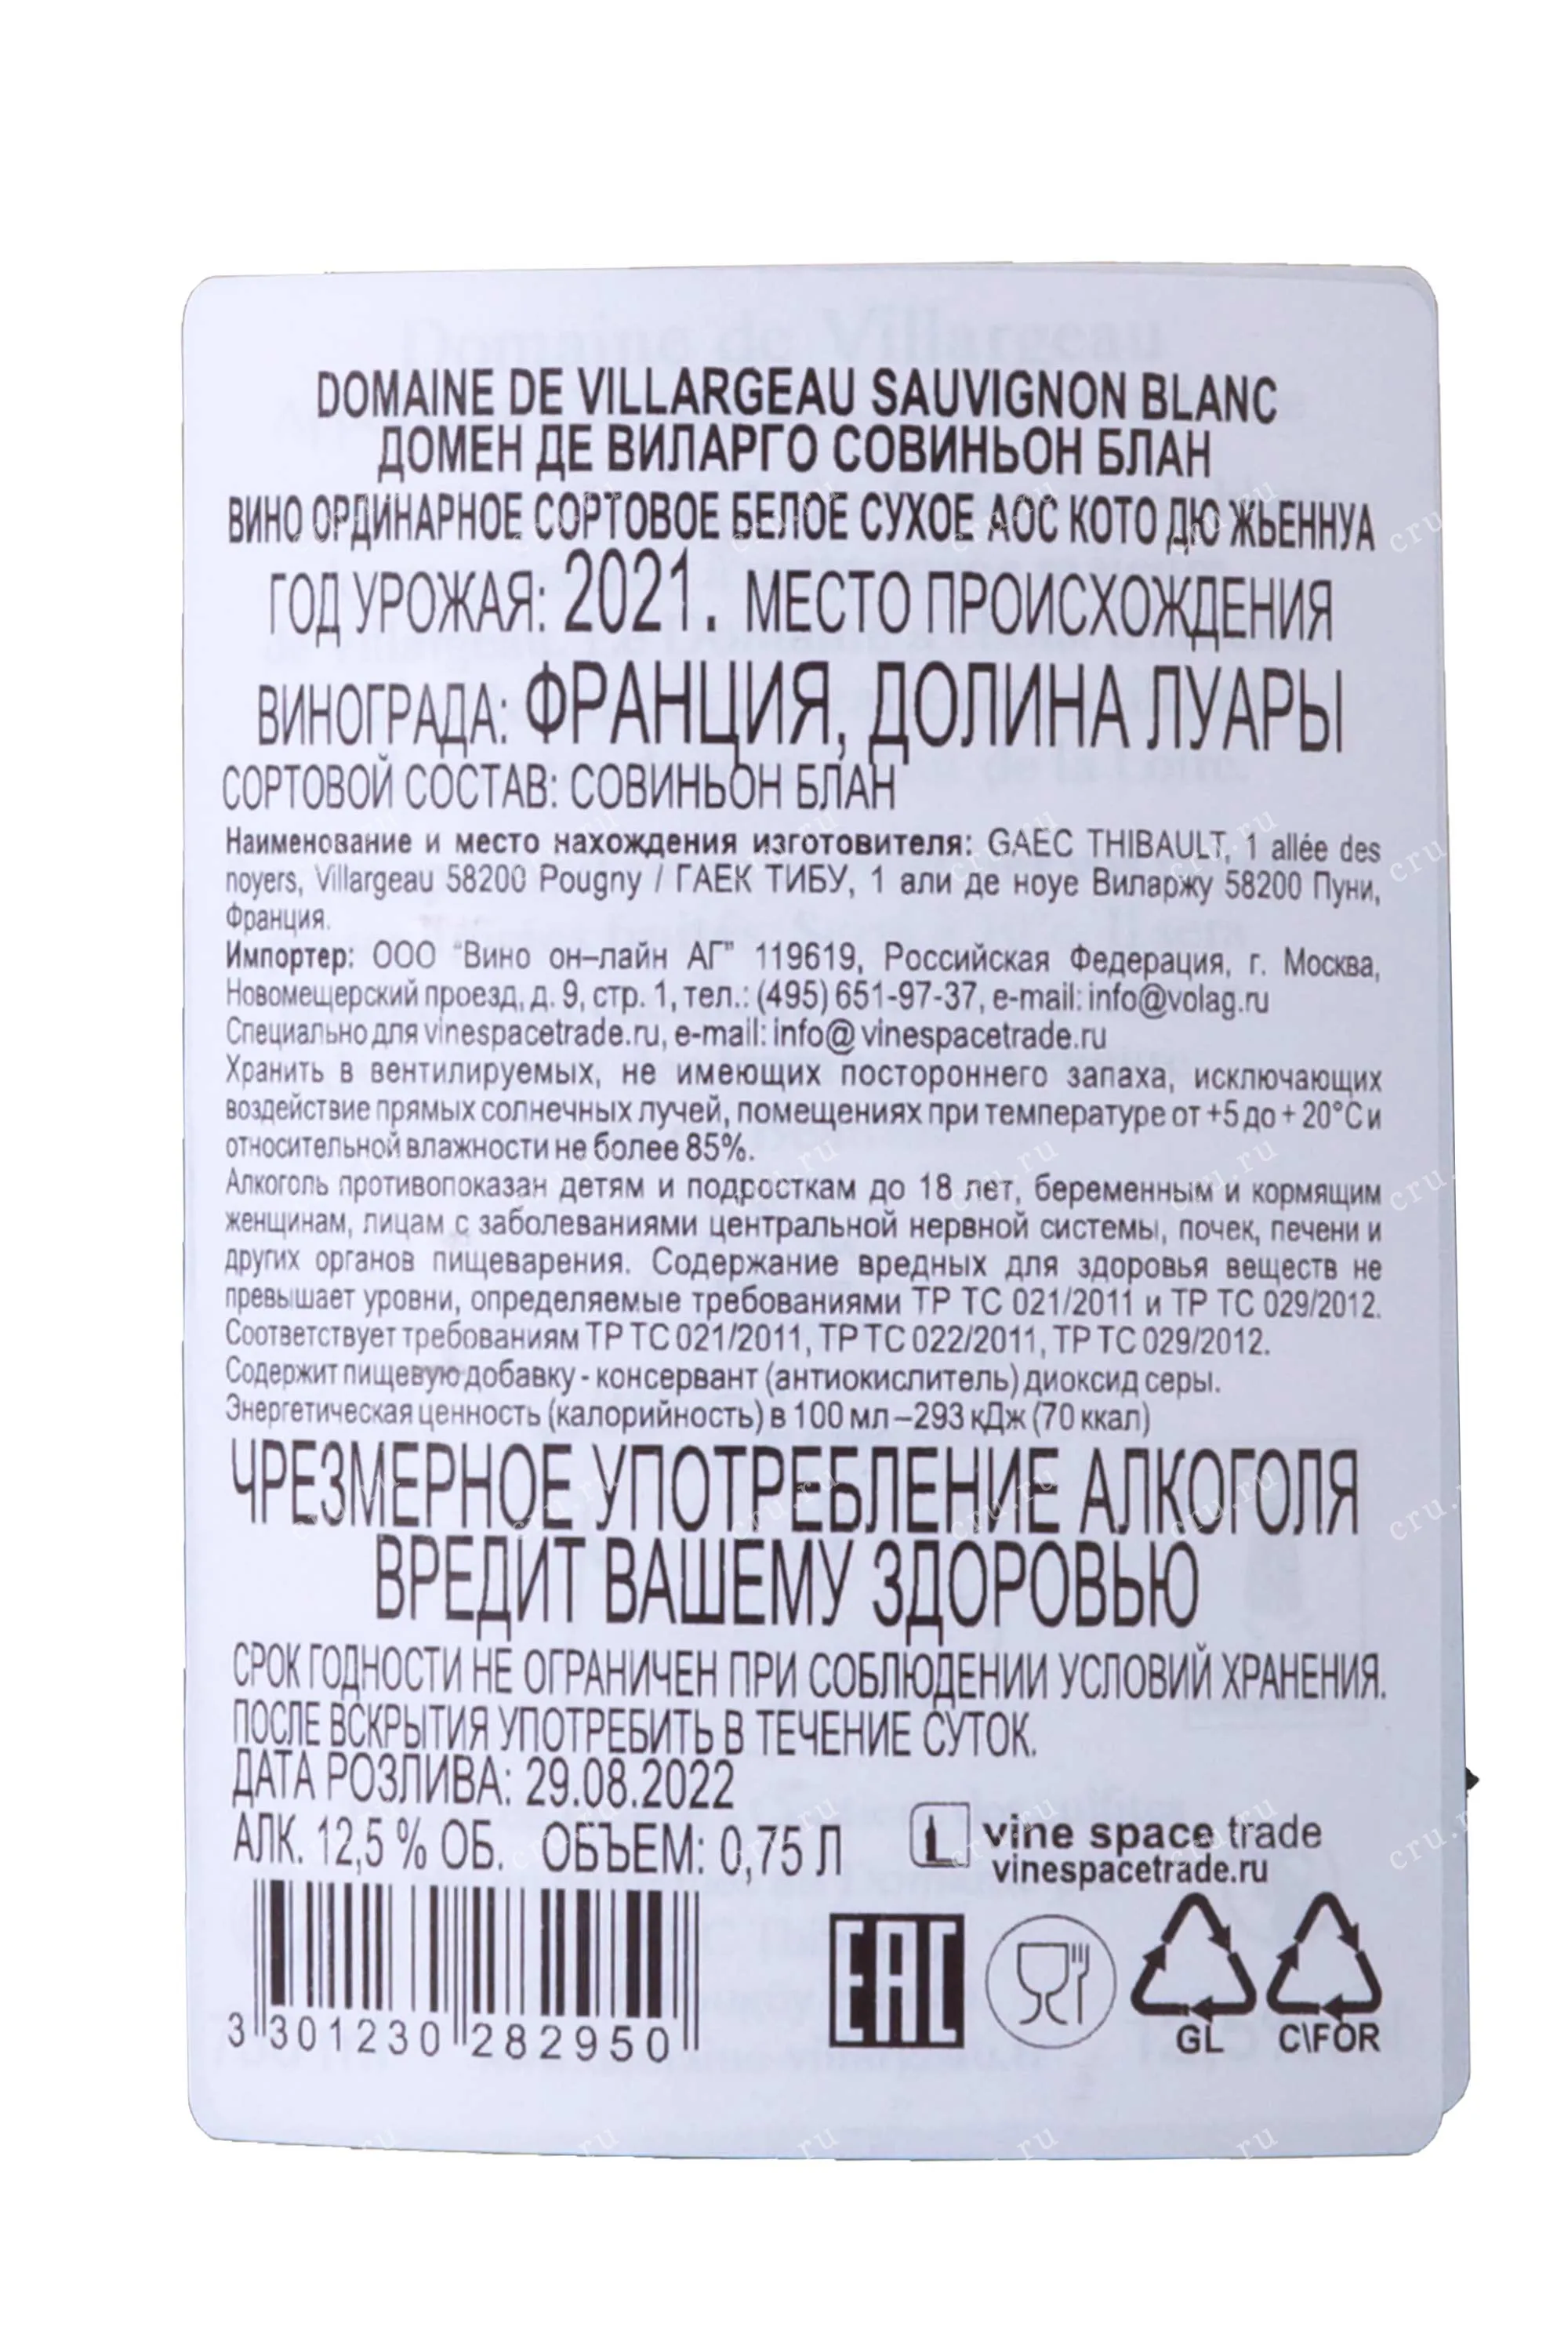 DOMAINE DE VILLARGEAU SAUVIGNON BLANC
ДОМЕН ДЕ ВИЛАРГО СОВИНЬОН БЛАН
ВИНО ОРДИНАРНОЕ СОРТОВОЕ БЕЛОЕ СУХОЕ АОС КОТО ДЮ ЖЬЕННУА
ГОД УРОЖАЯ: 2021. МЕСТО ПРОИСХОЖДЕНИЯ
ВИНОГРАДА: ФРАНЦИЯ, ДОЛИНА ЛУАРЫ
СОРТОВОЙ СОСТАВ: СОВИНЬОН БЛАН
Наименование и место нахождения изготовителя: GAEC THIBAULT, 1 allée des
noyers, Villargeau 58200 Pougny / ГАЕК ТИБУ, 1 али де ноуе Виларжу 58200 Пуни,
Франция.
Импортер: ООО "Вино он–лайн АГ" 119619, Российская Федерация, г. Москва,
Новомещерский проезд, д. 9, стр. 1, тел.: (495) 651-97-37, e-mail: info@volag.ru
Специально для vinespacetrade.ru, e-mail: info@ vinespacetrade.ru
Хранить в вентилируемых, не имеющих постороннего запаха, исключающих
воздействие прямых солнечных лучей, помещениях при температуре от +5 до + 20°С и
относительной влажности не более 85%.
Алкоголь противопоказан детям и подросткам до 18 лет, беременным и кормящим
женщинам, лицам с заболеваниями центральной нервной системы, почек, печени и
других органов пищеварения. Содержание вредных для здоровья веществ не
превышает уровни, определяемые требованиями ТР ТС 021/2011 и ТР ТС 029/2012.
Соответствует требованиям ТР ТС 021/2011, ТР ТС 022/2011, ТР ТС 029/2012.
Содержит пищевую добавку - консервант (антиокислитель) диоксид серы.
Энергетическая ценность (калорийность) в 100 мл – 293 кДж (70 ккал)
ЧРЕЗМЕРНОЕ УПОТРЕБЛЕНИЕ АЛКОГОЛЯ
ВРЕДИТ ВАШЕМУ ЗДОРОВЬЮ
СРОК ГОДНОСТИ НЕ ОГРАНИЧЕН ПРИ СОБЛЮДЕНИИ УСЛОВИЙ ХРАНЕНИЯ.
ПОСЛЕ ВСКРЫТИЯ УПОТРЕБИТЬ В ТЕЧЕНИЕ СУТОК.
ДАТА РОЗЛИВА: 29.08.2022
АЛК. 12,5 % ОБ. ОБЪЕМ: 0,75 Л
vine space trade
vinespacetrade.ru
3 301230 282950
EAC
GL
C\FOR